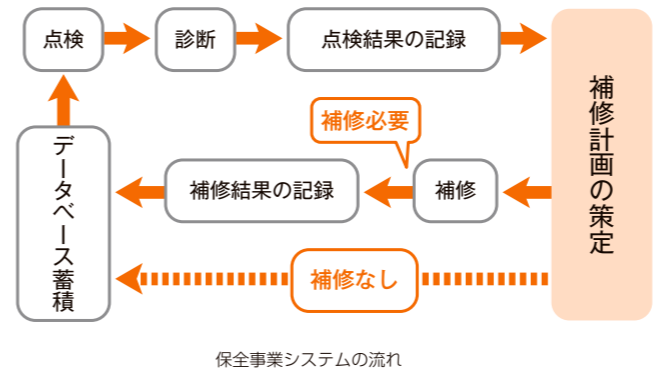 点検
診断
点検結果の記録
補修計画の策定
補修必要
補修
補修結果の記録
データベース蓄積
補修なし
保全事業システムの流れ